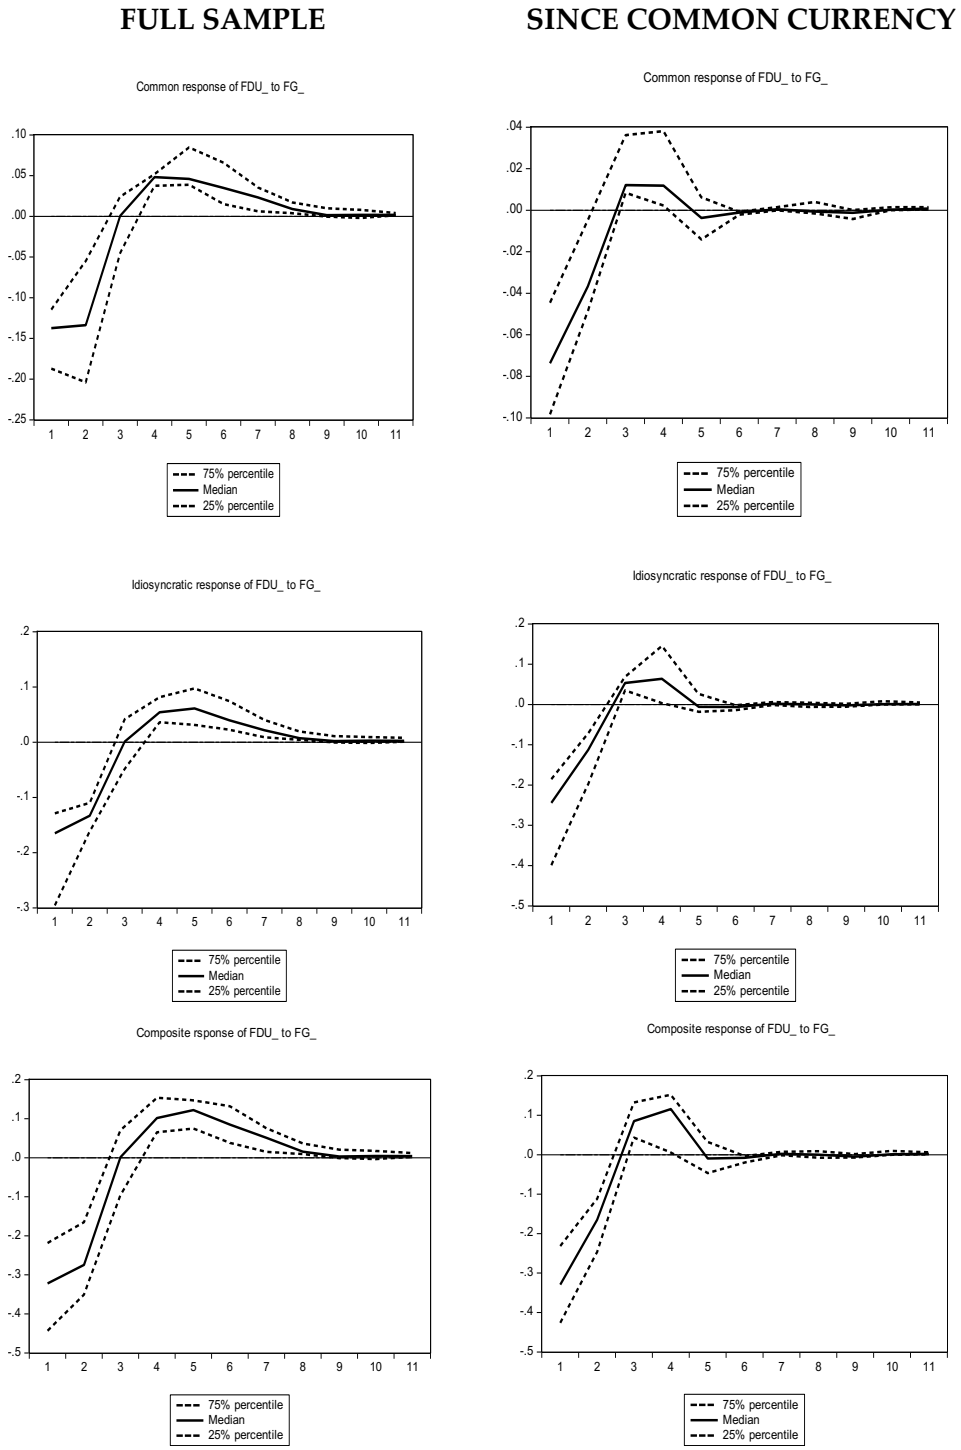 FULL SAMPLE
SINCE COMMON CURRENCY
Common response of FDU_ to FG_
.10
.05
.00
-.05
-.10
-.15
-.20
-.25
1 2 3 4 5 6 7 8 9 10 11
75% percentile
Median
25% percentile
Common response of FDU_ to FG_
.04
.02
.00
-.02
-.04
-.06
-.08
-.10
1 2 3 4 5 6 7 8 9 10 11
75% percentile
Median
25% percentile
Idiosyncratic response of FDU_ to FG_
.2
.1
.0
-.1
-.2
-.3
1 2 3 4 5 6 7 8 9 10 11
75% percentile
Median
25% percentile
Idiosyncratic response of FDU_ to FG_
.2
.1
.0
-.1
-.2
-.3
-.4
-.5
1 2 3 4 5 6 7 8 9 10 11
75% percentile
Median
25% percentile
Composite rsponse of FDU_ to FG_
.2
.1
.0
-.1
-.2
-.3
-.4
-.5
1 2 3 4 5 6 7 8 9 10 11
75% percentile
Median
25% percentile
Composite response of FDU_ to FG_
.2
.1
.0
-.1
-.2
-.3
-.4
-.5
1 2 3 4 5 6 7 8 9 10 11
75% percentile
Median
25% percentile